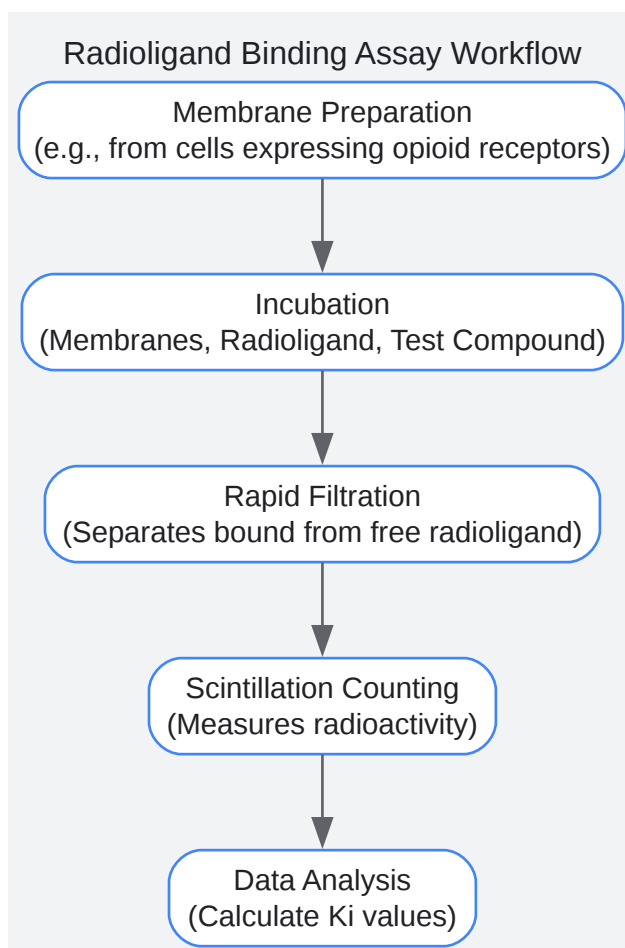 Radioligand Binding Assay Workflow
Membrane Preparation
(e.g., from cells expressing opioid receptors)
Incubation
(Membranes, Radioligand, Test Compound)
Rapid Filtration
(Separates bound from free radioligand)
Scintillation Counting
(Measures radioactivity)
Data Analysis
(Calculate Ki values)